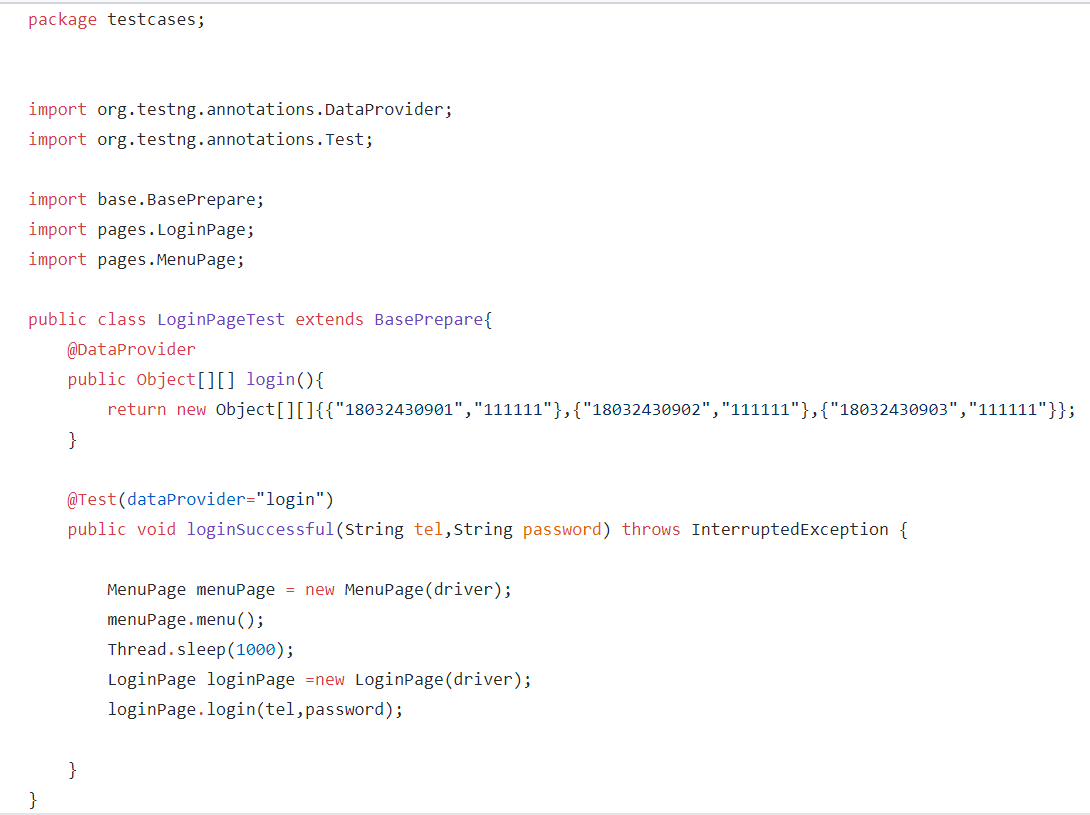 package testcases;
import org.testng.annotations.DataProvider;
import org.testng.annotations.Test;
import base.BasePrepare;
import pages.LoginPage;
import pages.MenuPage;
public class LoginPageTest extends BasePrepare{
    @DataProvider
    public Object[][] login(){
        return new Object[][]{{"18032430901","111111"},{"18032430902","111111"},{"18032430903","111111"}};
    }
    @Test(dataProvider="login")
    public void loginSuccessful(String tel,String password) throws InterruptedException {
        MenuPage menuPage = new MenuPage(driver);
        menuPage.menu();
        Thread.sleep(1000);
        LoginPage loginPage =new LoginPage(driver);
        loginPage.login(tel,password);
    }
}